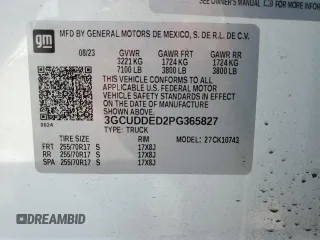 SEE OWNER'S MANUAL
gm
MFD BY GENERAL MOTORS DE MEXICO, S. DE R.L. DE C.V.
08/23 GVWR GAWR FRT GAWR RR
3221 KG 1724 KG 1724 KG
7100 LB 3800 LB 3800 LB
THIS VEHICLE CONFORMS TO ALL APPLICABLE U.S. FEDERAL MOTOR VEHICLE SAFETY STANDARDS IN EFFECT ON THE DATE OF MANUFACTURE SHOWN ABOVE.
3GCUDDED2PG365827
TYPE: TRUCK
TIRE SIZE RIM 27CK10743
FRT 255/70R17 S 17X8J
RR 255/70R17 S 17X8J
SPA 255/70R17 S 17X8J